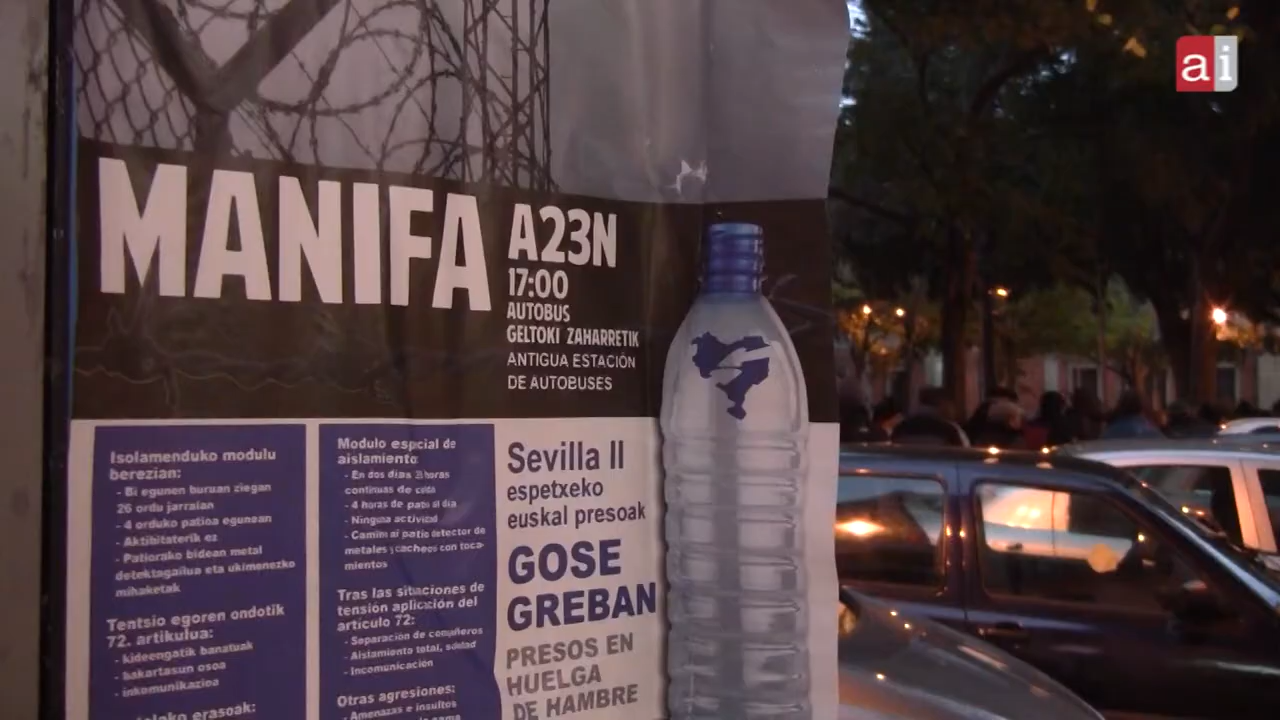 ai
MANIFA
A23N
17:00
AUTOBUS
GELTOKI ZAHARRETIK
ANTIGUA ESTACIÓN
DE AUTOBUSES
Isolamenduko modulu
berezian:
- Bi egunen buruan ziegan
26 ordu jarraian
- 4 orduko patioa egunean
- Aktibitaterik ez
- Patiorako bidean metal
detektagailua eta ukimenezko
mihaketak
Tentsio egoren ondotik
72. artikulua:
- kideengatik banatuak
- bakartasun osoa
- inkomunikazioa
erasoak:
Modulo espcial de
aislamiento:
- En dos días horas
continuas de celda
- 4 horas de patio al día
- Ninguna actividad
- Camino al patio detector de
metales y cacheos con toca-
mientos
Tras las situaciones de
tensión aplicación del
artículo 72:
- Separación de compañeros
- Aislamiento total, soledad
- Incomunicación
Otras agresiones:
- Amenazas e insultos
Sevilla II
espetxeko
euskal presoak
GOSE
GREBAN
PRESOS EN
HUELGA
DE HAMBRE